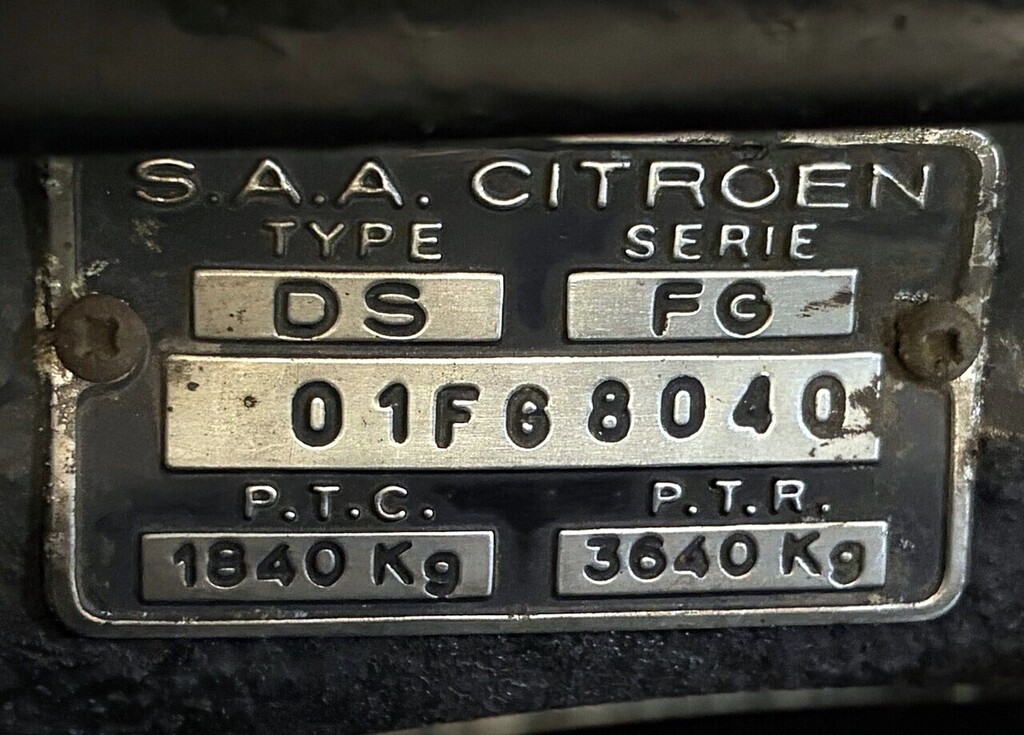 S.A.A. CITROËN
TYPE SERIE
DS FG
01FG8040
P.T.C. P.T.R.
1840 Kg 3640 Kg